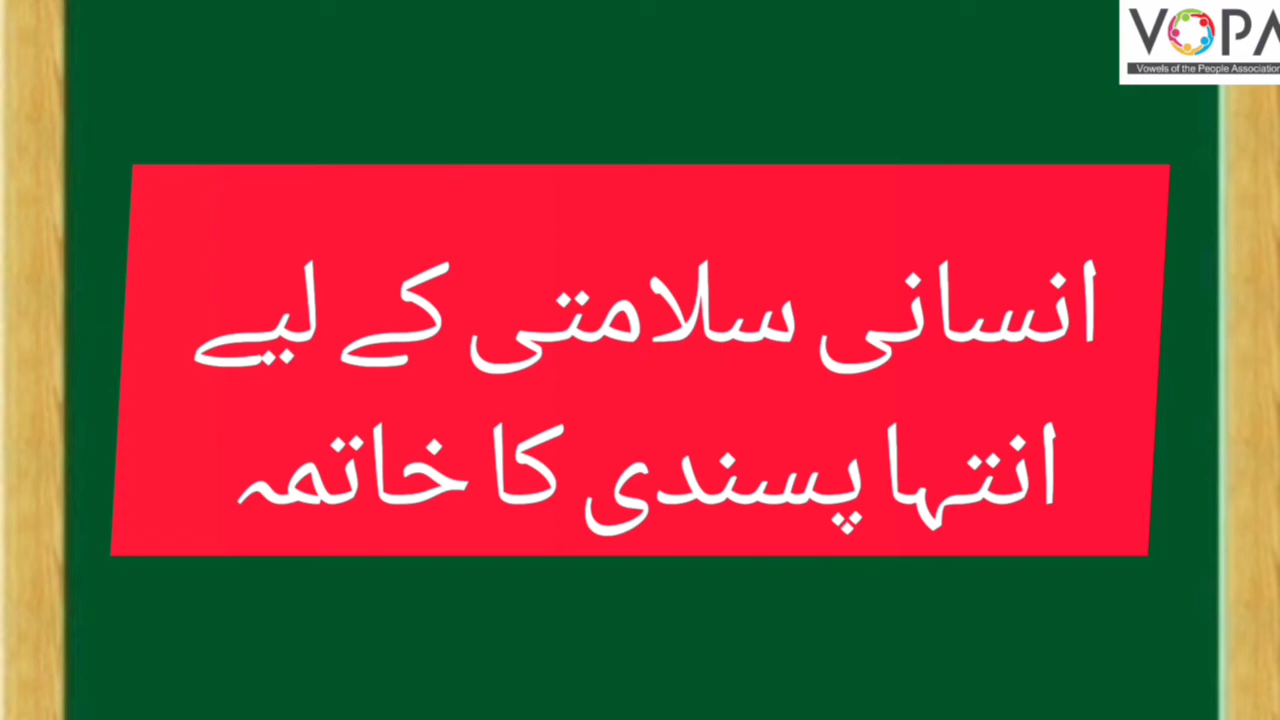 VOPA
Vowels of the People Association
انسانی سلامتی کے لیے
انتہا پسندی کا خاتمہ